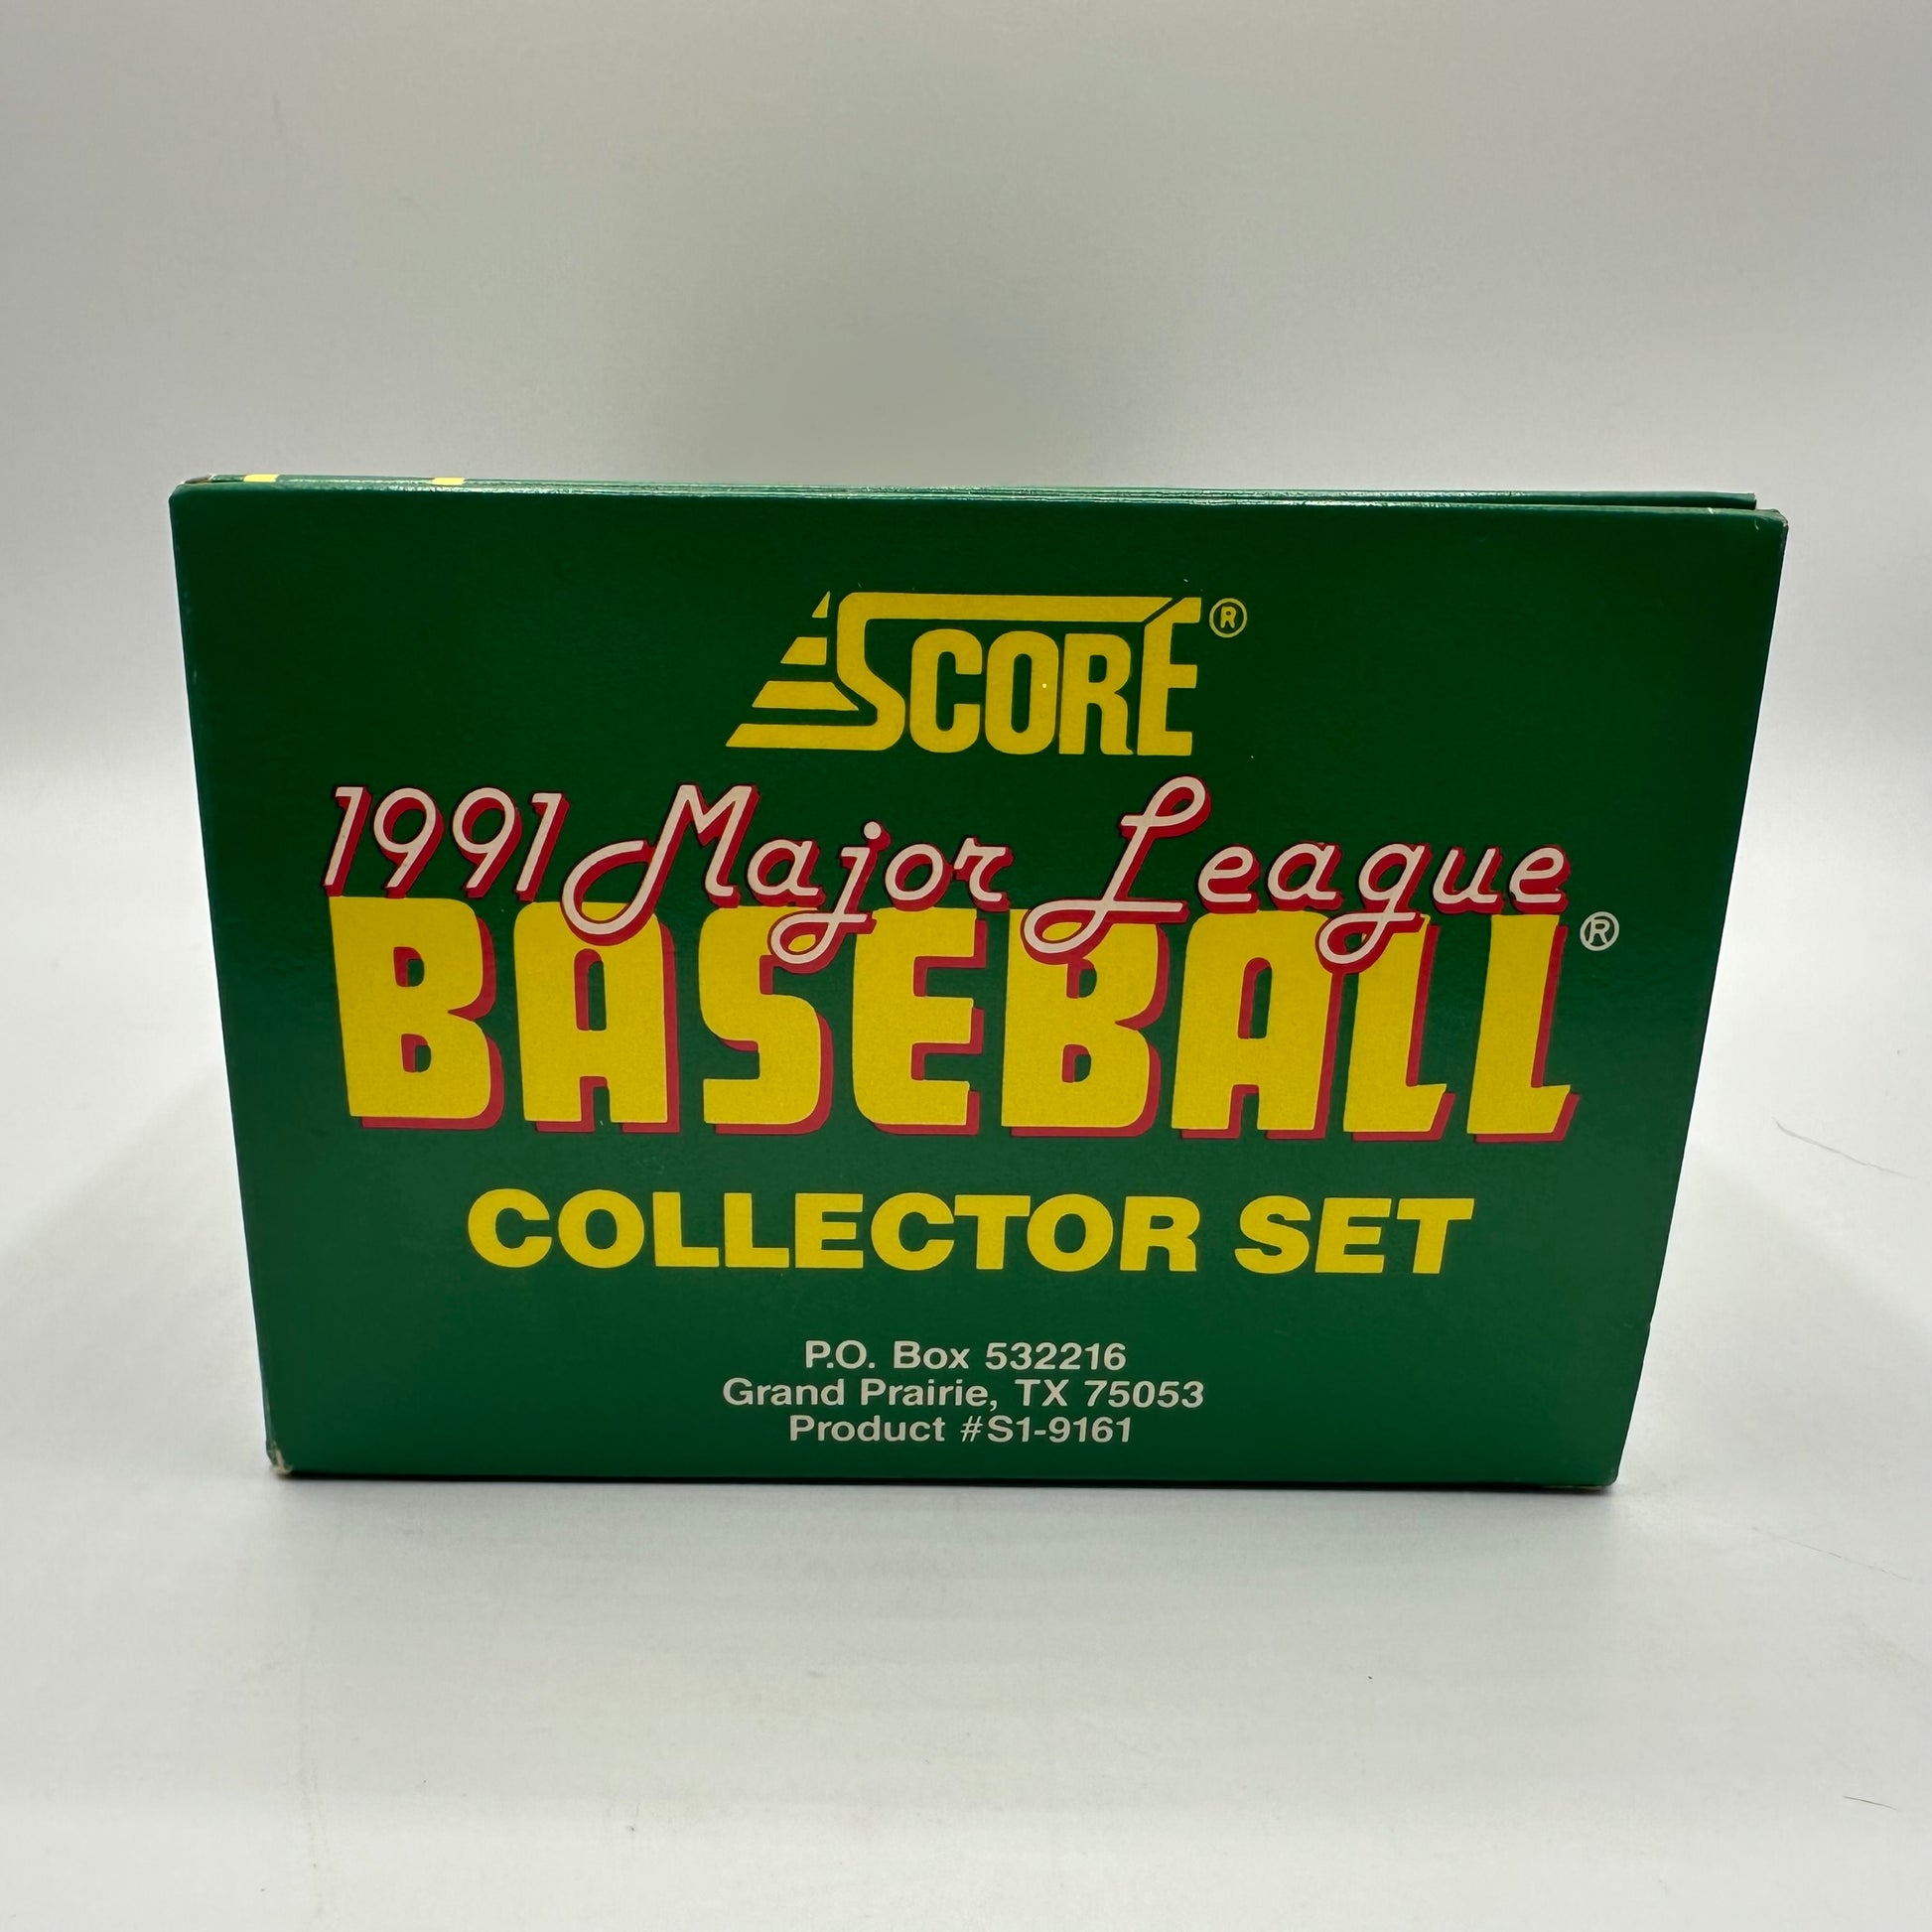 SCORE®
1991 Major League
BASEBALL®
COLLECTOR SET
P.O. Box 532216
Grand Prairie, TX 75053
Product #S1-9161